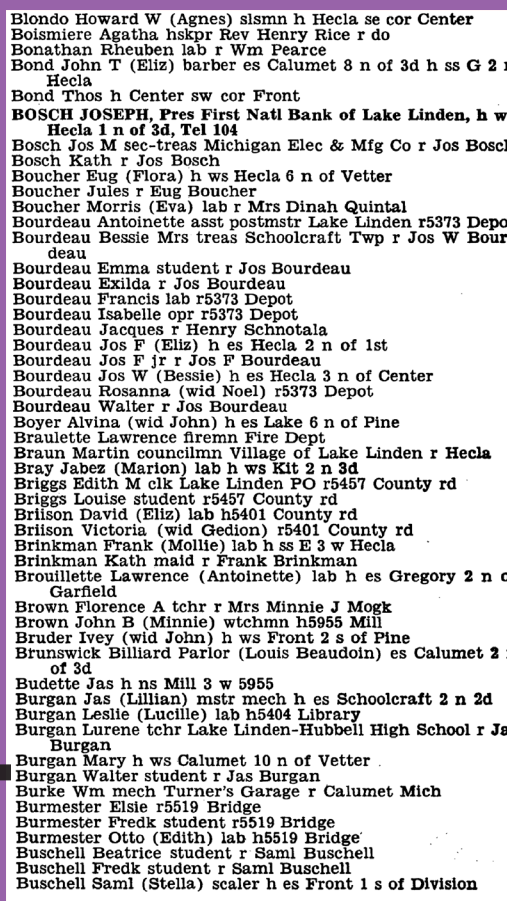 Blondo Howard W (Agnes) slsmn h Hecla se cor Center
Boismiere Agatha hskpr Rev Henry Rice r do
Bonathan Rheuben lab r Wm Pearce
Bond John T (Eliz) barber es Calumet 8 n of 3d h ss G 2
Hecla
Bond Thos h Center sw cor Front
BOSCH JOSEPH, Pres First Natl Bank of Lake Linden, h w
Hecla 1 n of 3d, Tel 104
Bosch Jos M sec-treas Michigan Elec & Mfg Co r Jos Bosch
Bosch Kath r Jos Bosch
Boucher Eug (Flora) h ws Hecla 6 n of Vetter
Boucher Jules r Eug Boucher
Boucher Morris (Eva) lab r Mrs Dinah Quintal
Bourdeau Antoinette asst postmstr Lake Linden r5373 Depo
Bourdeau Bessie Mrs treas Schoolcraft Twp r Jos W Bour
deau
Bourdeau Emma student r Jos Bourdeau
Bourdeau Exilda r Jos Bourdeau
Bourdeau Francis lab r5373 Depot
Bourdeau Isabelle opr r5373 Depot
Bourdeau Jacques r Henry Schnotala
Bourdeau Jos F (Eliz) h es Hecla 2 n of 1st
Bourdeau Jos F jr r Jos F Bourdeau
Bourdeau Jos W (Bessie) h es Hecla 3 n of Center
Bourdeau Rosanna (wid Noel) r5373 Depot
Bourdeau Walter r Jos Bourdeau
Boyer Alvina (wid John) h es Lake 6 n of Pine
Braulette Lawrence firemn Fire Dept
Braun Martin councilmn Village of Lake Linden r Hecla
Bray Jabez (Marion) lab h ws Kit 2 n 3d
Briggs Edith M clk Lake Linden PO r5457 County rd
Briggs Louise student r5457 County rd
Briison David (Eliz) lab h5401 County rd
Briison Victoria (wid Gedion) r5401 County rd
Brinkman Frank (Mollie) lab h ss E 3 w Hecla
Brinkman Kath maid r Frank Brinkman
Brouillette Lawrence (Antoinette) lab h es Gregory 2 n
Garfield
Brown Florence A tchr r Mrs Minnie J Mogk
Brown John B (Minnie) wtchmn h5955 Mill
Bruder Ivey (wid John) h ws Front 2 s of Pine
Brunswick Billiard Parlor (Louis Beaudoin) es Calumet 2
of 3d
Budette Jas h ns Mill 3 w 5955
Burgan Jas (Lillian) mstr mech h es Schoolcraft 2 n 2d
Burgan Leslie (Lucille) lab h5404 Library
Burgan Lurene tchr Lake Linden-Hubbell High School r Ja
Burgan
Burgan Mary h ws Calumet 10 n of Vetter
Burgan Walter student r Jas Burgan
Burke Wm mech Turner's Garage r Calumet Mich
Burmester Elsie r5519 Bridge
Burmester Fredk student r5519 Bridge
Burmester Otto (Edith) lab h5519 Bridge
Buschell Beatrice student r Saml Buschell
Buschell Fredk student r Saml Buschell
Buschell Saml (Stella) scaler h es Front 1 s of Division